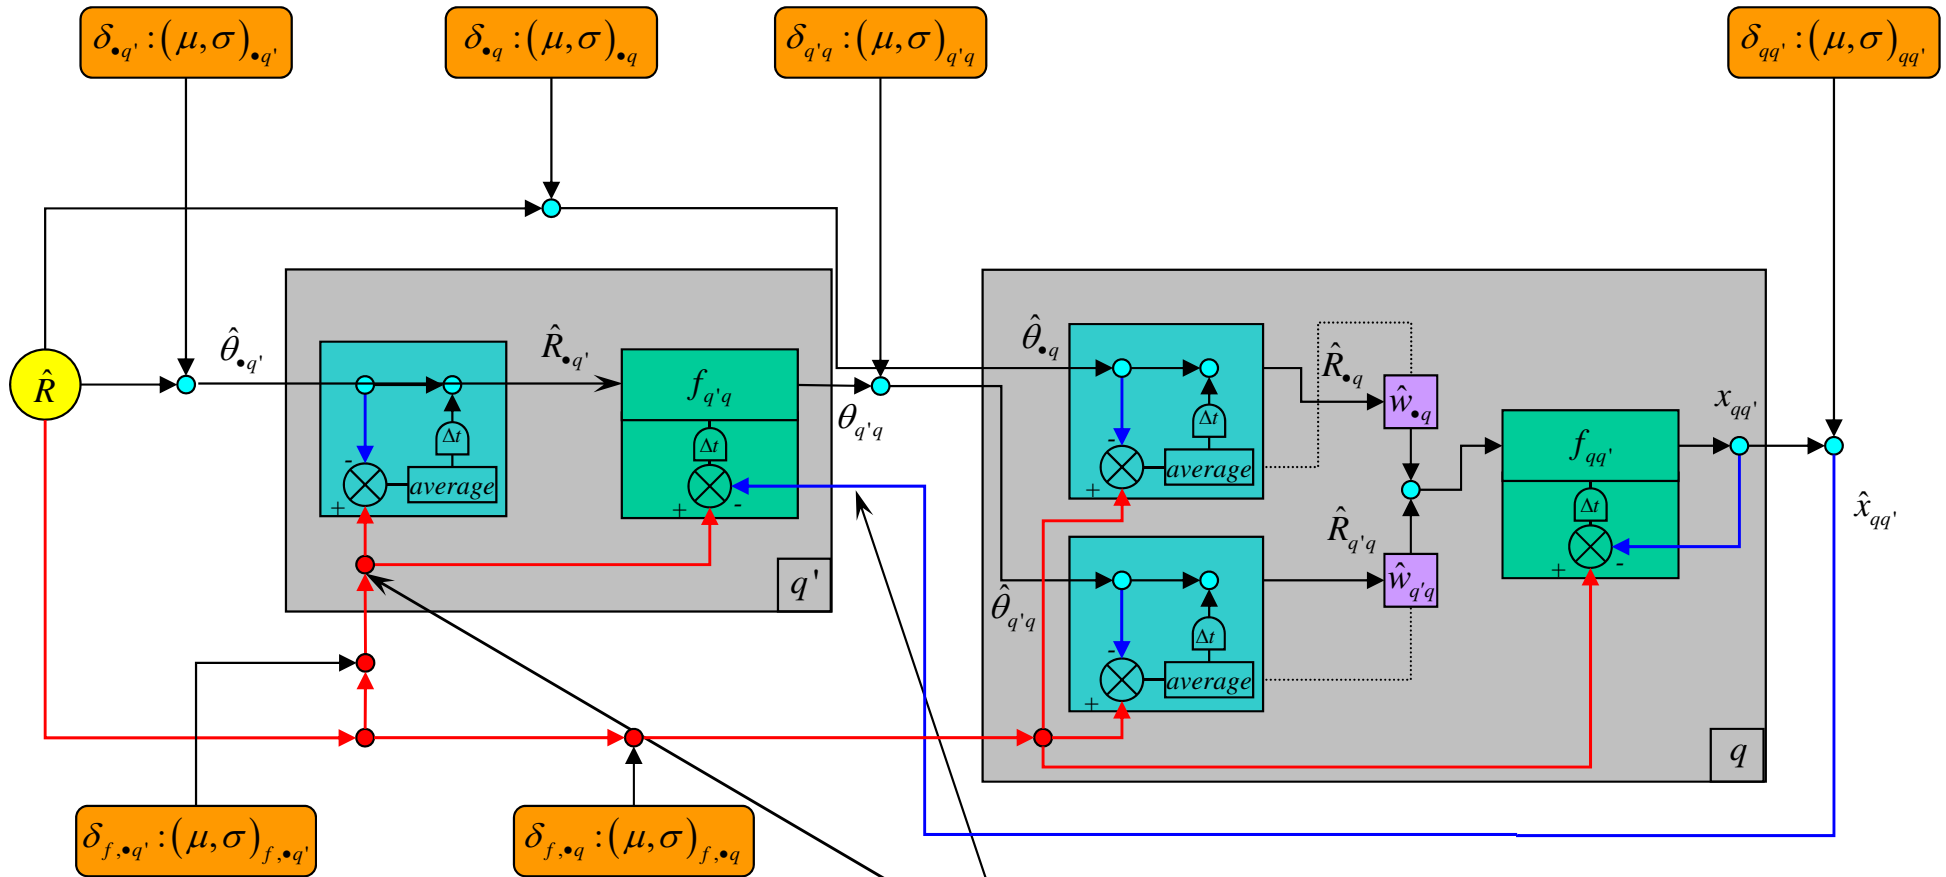 δ•q' : (μ,σ)•q'
δ•q : (μ,σ)•q
δq'q : (μ,σ)q'q
δqq' : (μ,σ)qq'
R̂
θ̂•q'
R̂•q'
fq'q
θq'q
Δt
Δt
average
-
+
+
-
q'
θ̂•q
R̂•q
ŵ•q
Δt
average
-
+
θ̂q'q
R̂q'q
ŵq'q
Δt
average
-
+
fqq'
Δt
+
-
xqq'
x̂qq'
q
δf,•q' : (μ,σ)f,•q'
δf,•q : (μ,σ)f,•q